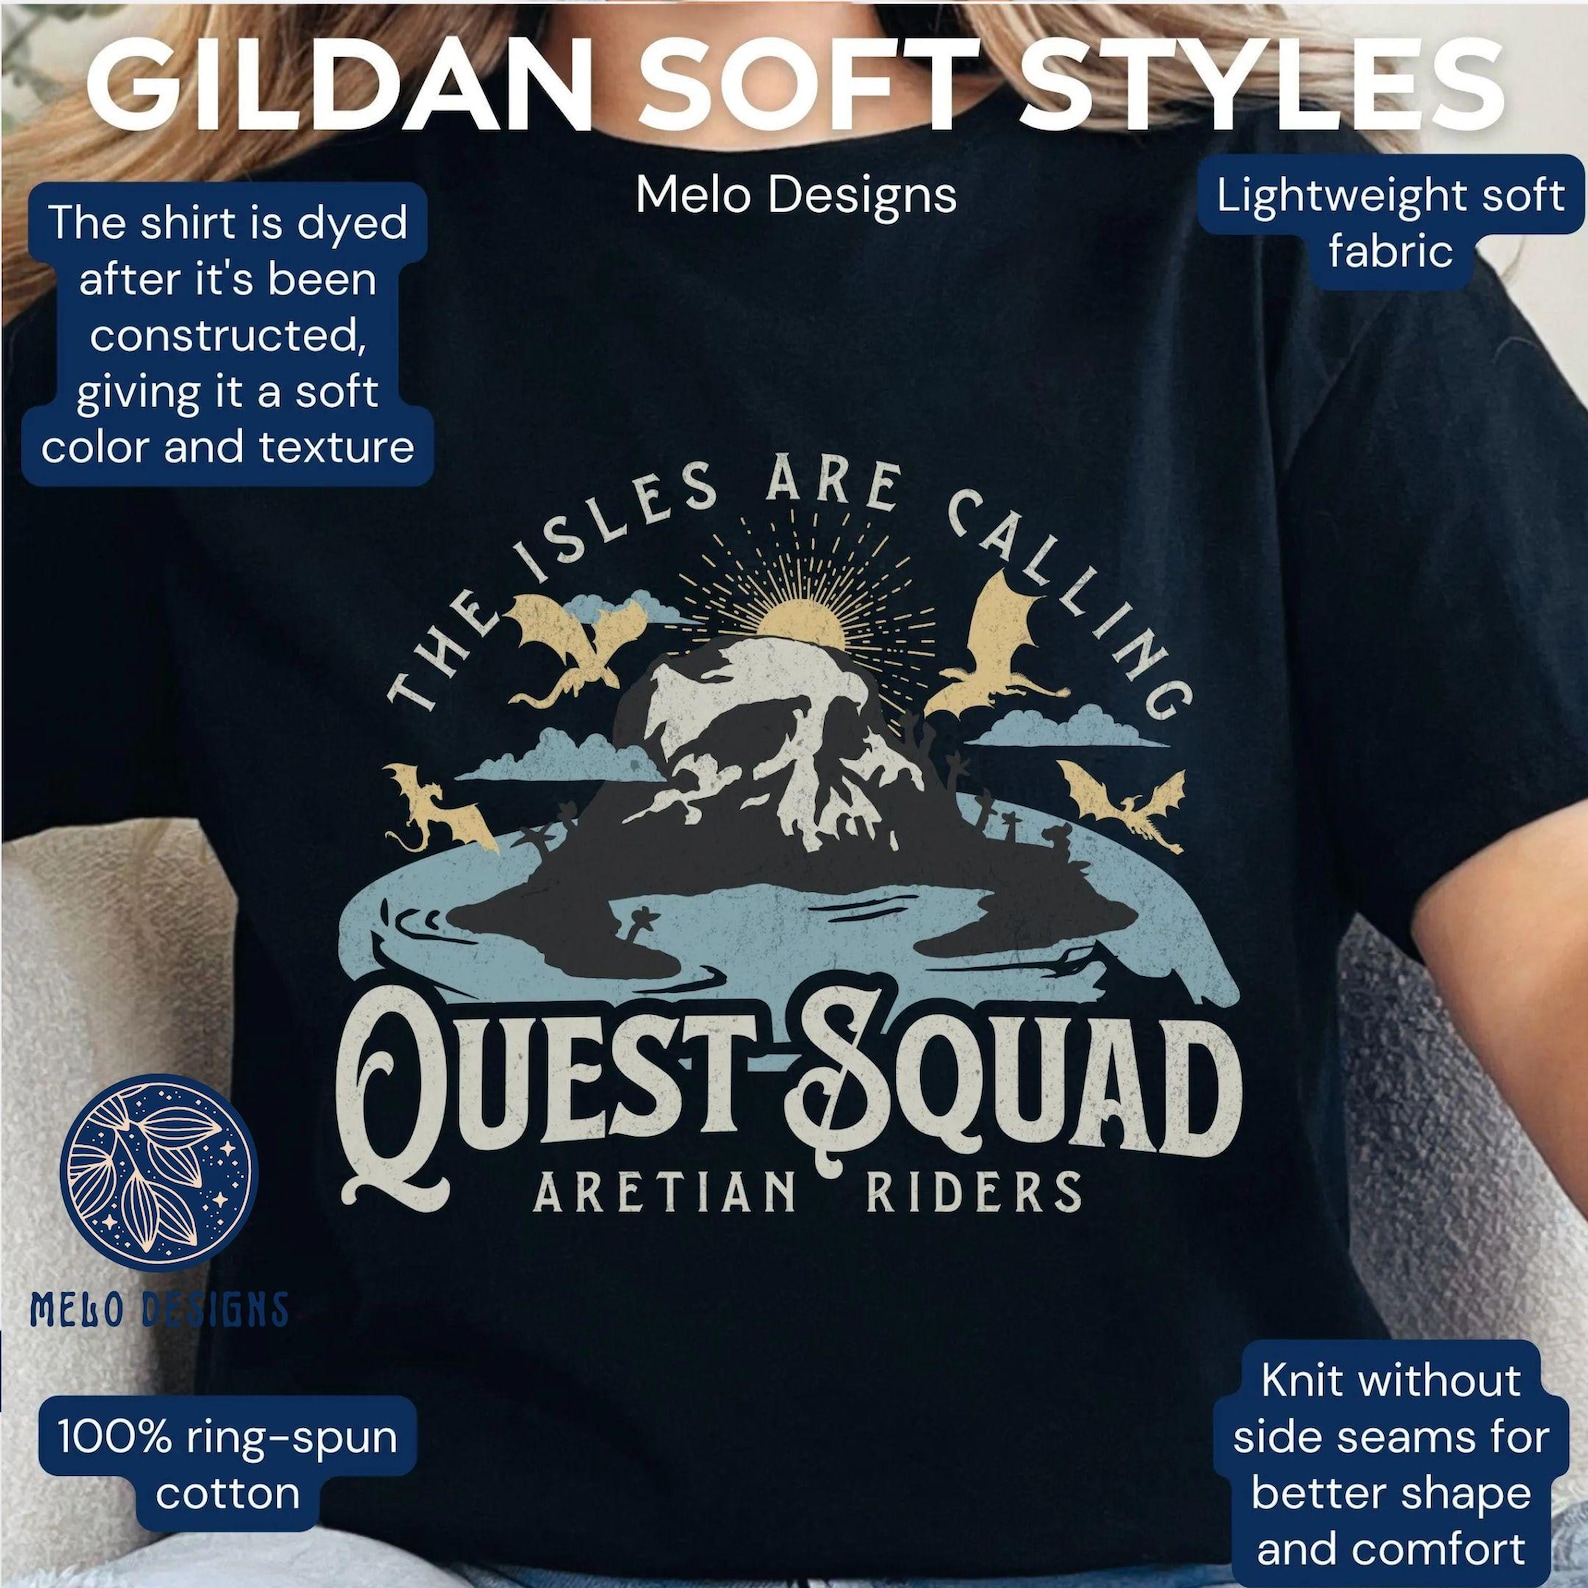 GILDAN SOFT STYLES
Melo Designs
The shirt is dyed
after it's been
constructed,
giving it a soft
color and texture
Lightweight soft
fabric
THE ISLES ARE CALLING
QUEST SQUAD
ARETIAN RIDERS
MELO DESIGNS
100% ring-spun
cotton
Knit without
side seams for
better shape
and comfort